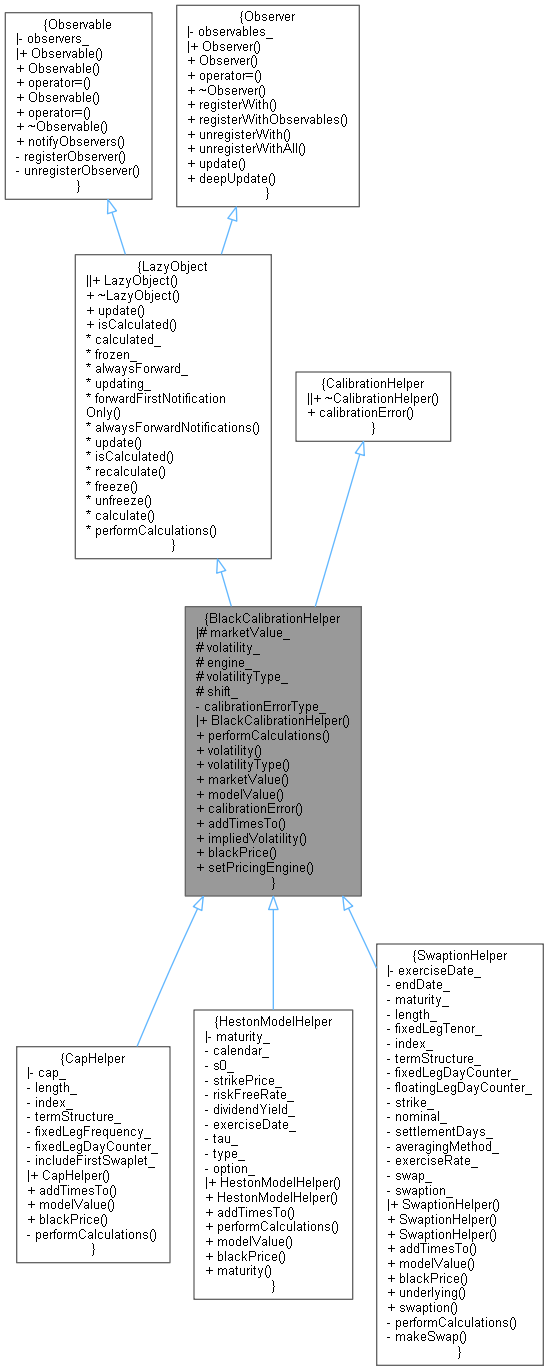 {Observable
|- observers_
|+ Observable()
+ Observable()
+ operator=()
+ Observable()
+ operator=()
+ ~Observable()
+ notifyObservers()
- registerObserver()
- unregisterObserver()
}
{Observer
|- observables_
|+ Observer()
+ Observer()
+ operator=()
+ ~Observer()
+ registerWith()
+ registerWithObservables()
+ unregisterWith()
+ unregisterWithAll()
+ update()
+ deepUpdate()
}
{LazyObject
||+ LazyObject()
+ ~LazyObject()
+ update()
+ isCalculated()
* calculated_
* frozen_
* alwaysForward_
* updating_
* forwardFirstNotification
Only()
* alwaysForwardNotifications()
* update()
* isCalculated()
* recalculate()
* freeze()
* unfreeze()
* calculate()
* performCalculations()
}
{CalibrationHelper
||+ ~CalibrationHelper()
+ calibrationError()
}
{BlackCalibrationHelper
|# marketValue_
# volatility_
# engine_
# volatilityType_
# shift_
- calibrationErrorType_
|+ BlackCalibrationHelper()
+ performCalculations()
+ volatility()
+ volatilityType()
+ marketValue()
+ modelValue()
+ calibrationError()
+ addTimesTo()
+ impliedVolatility()
+ blackPrice()
+ setPricingEngine()
}
{CapHelper
|- cap_
- length_
- index_
- termStructure_
- fixedLegFrequency_
- fixedLegDayCounter_
- includeFirstSwaplet_
|+ CapHelper()
+ addTimesTo()
+ modelValue()
+ blackPrice()
- performCalculations()
}
{HestonModelHelper
|- maturity_
- calendar_
- s0_
- strikePrice_
- riskFreeRate_
- dividendYield_
- exerciseDate_
- tau_
- type_
- option_
|+ HestonModelHelper()
+ HestonModelHelper()
+ addTimesTo()
+ performCalculations()
+ modelValue()
+ blackPrice()
+ maturity()
}
{SwaptionHelper
|- exerciseDate_
- endDate_
- maturity_
- length_
- fixedLegTenor_
- index_
- termStructure_
- fixedLegDayCounter_
- floatingLegDayCounter_
- strike_
- nominal_
- settlementDays_
- averagingMethod_
- exerciseRate_
- swap_
- swaption_
|+ SwaptionHelper()
+ SwaptionHelper()
+ SwaptionHelper()
+ addTimesTo()
+ modelValue()
+ blackPrice()
+ underlying()
+ swaption()
- performCalculations()
- makeSwap()
}